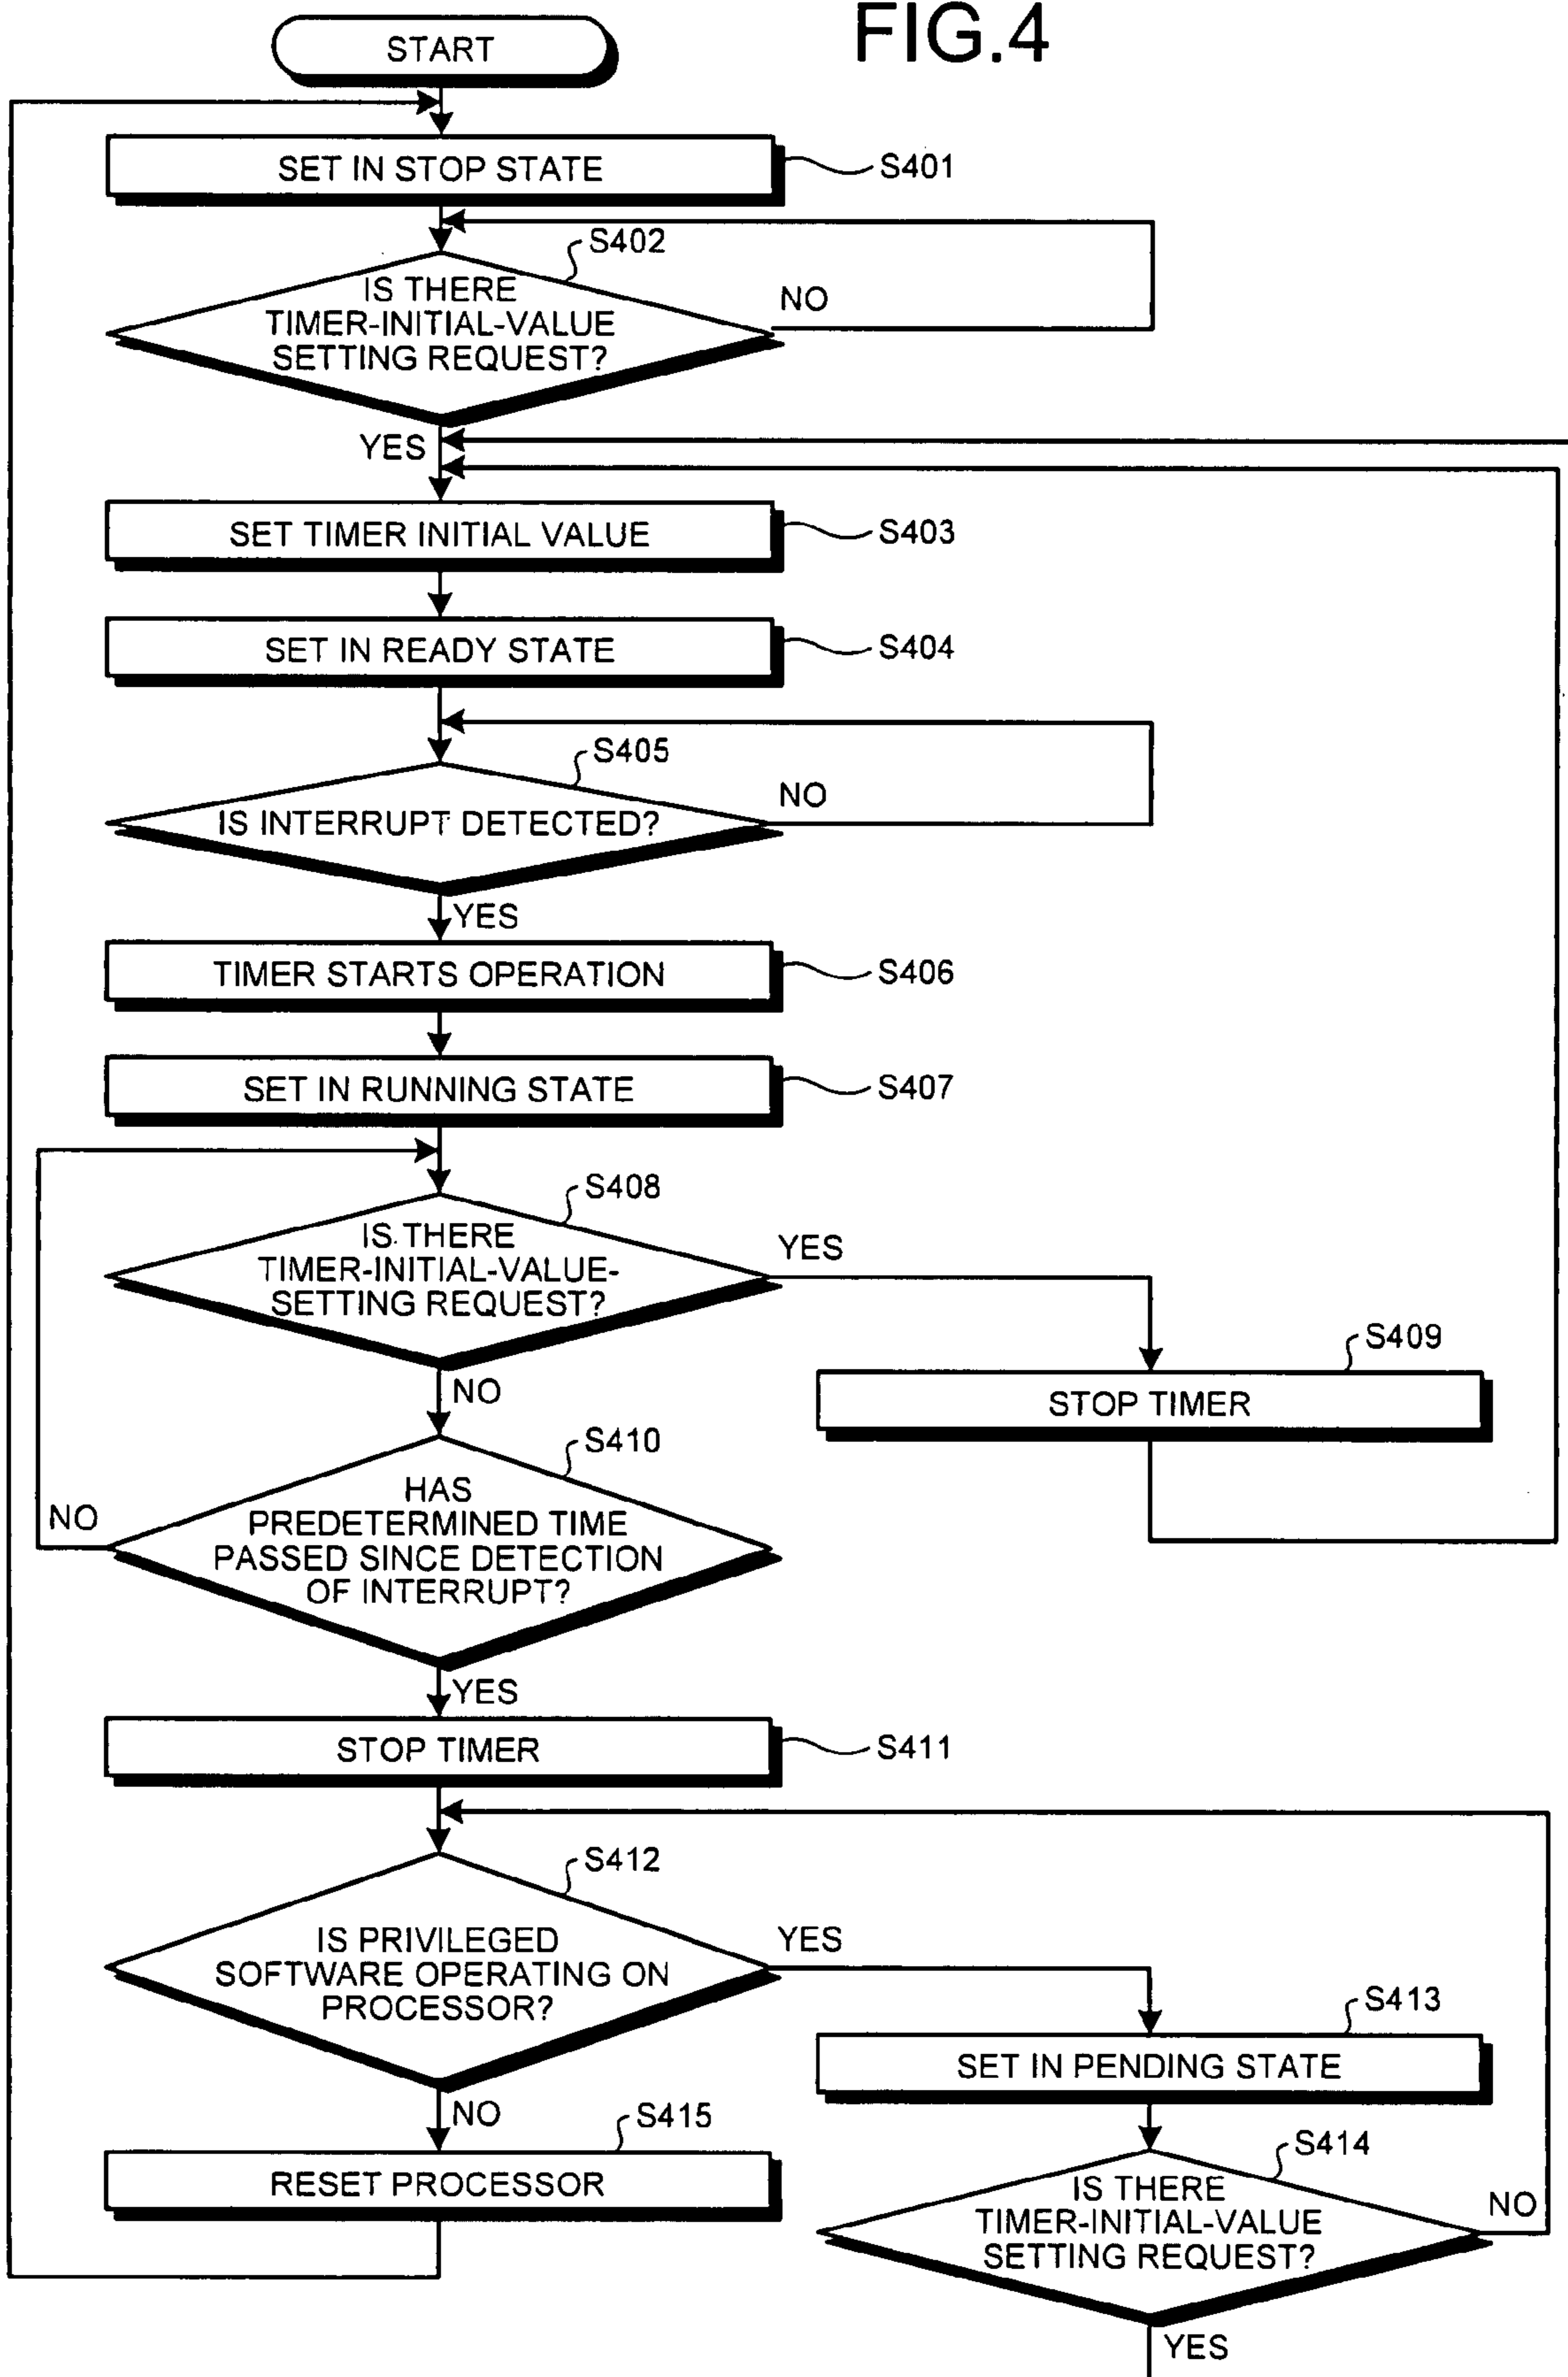 FIG.4
START
SET IN STOP STATE
S401
S402
IS THERE
TIMER-INITIAL-VALUE
SETTING REQUEST?
NO
YES
SET TIMER INITIAL VALUE
S403
SET IN READY STATE
S404
S405
IS INTERRUPT DETECTED?
NO
YES
TIMER STARTS OPERATION
S406
SET IN RUNNING STATE
S407
S408
IS THERE
TIMER-INITIAL-VALUE-
SETTING REQUEST?
YES
NO
S409
STOP TIMER
S410
HAS
PREDETERMINED TIME
PASSED SINCE DETECTION
OF INTERRUPT?
NO
YES
STOP TIMER
S411
S412
IS PRIVILEGED
SOFTWARE OPERATING ON
PROCESSOR?
YES
NO
S413
SET IN PENDING STATE
S414
IS THERE
TIMER-INITIAL-VALUE
SETTING REQUEST?
NO
YES
S415
RESET PROCESSOR